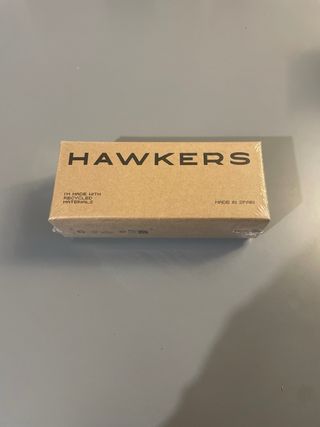 HAWKERS
I'M MADE WITH
RECYCLED
MATERIALS
MADE IN SPAIN